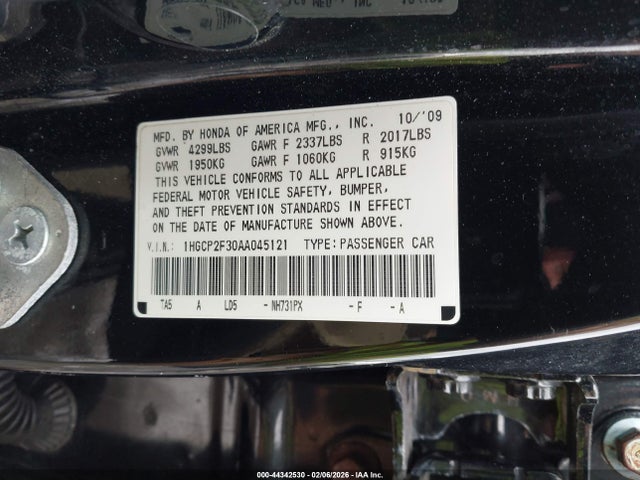 MFD. BY HONDA OF AMERICA MFG., INC. 10/'09
GVWR 4299LBS GAWR F 2337LBS R 2017LBS
GVWR 1950KG GAWR F 1060KG R 915KG
THIS VEHICLE CONFORMS TO ALL APPLICABLE
FEDERAL MOTOR VEHICLE SAFETY, BUMPER,
AND THEFT PREVENTION STANDARDS IN EFFECT
ON THE DATE OF MANUFACTURE SHOWN ABOVE.
V.I.N.: 1HGCP2F30AA045121 TYPE: PASSENGER CAR
TA5 A LD5 -NH731PX -F -A
000-44342530 - 02/06/2026 - IAA Inc.